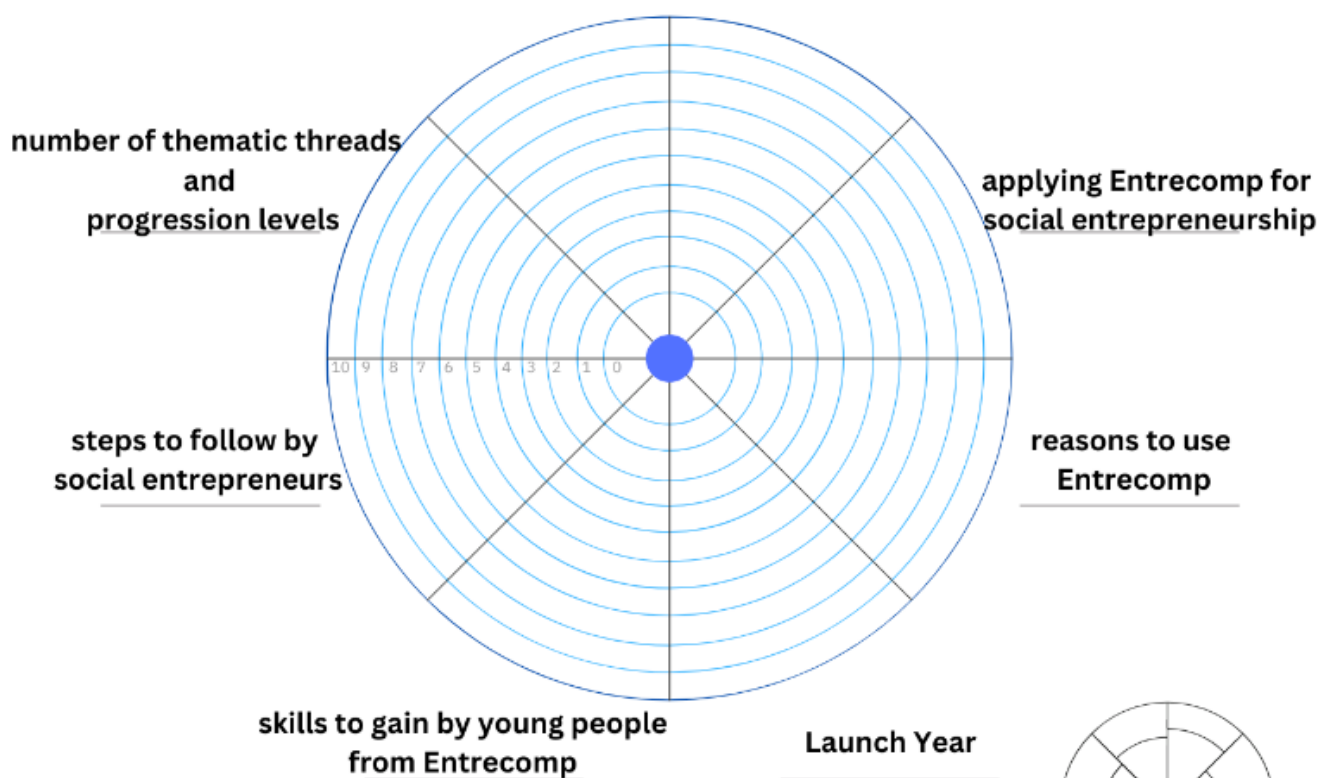 number of thematic threads
and
progression levels
applying Entrecomp for
social entrepreneurship
10 9 8 7 6 5 4 3 2 1 0
steps to follow by
social entrepreneurs
reasons to use
Entrecomp
skills to gain by young people
from Entrecomp
Launch Year